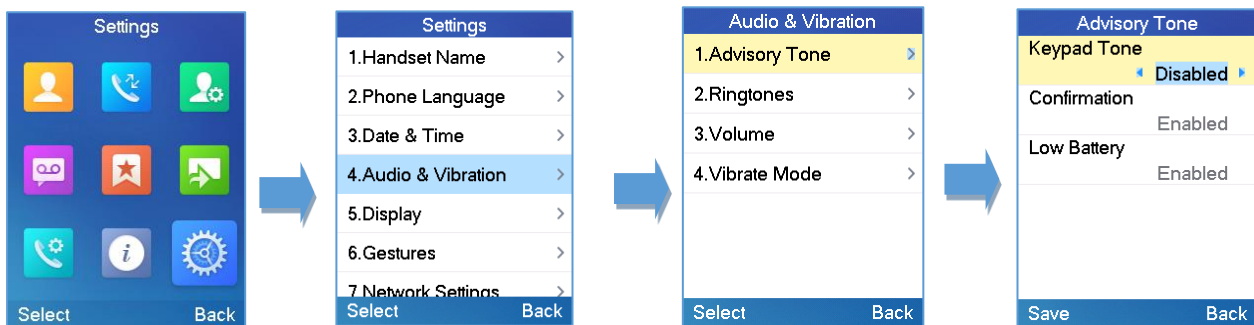 Settings
Select Back
Settings
1.Handset Name
2.Phone Language
3.Date & Time
4.Audio & Vibration
5.Display
6.Gestures
7.Network Settings
Select Back
Audio & Vibration
1.Advisory Tone
2.Ringtones
3.Volume
4.Vibrate Mode
Select Back
Advisory Tone
Keypad Tone
Disabled
Confirmation
Enabled
Low Battery
Enabled
Save Back